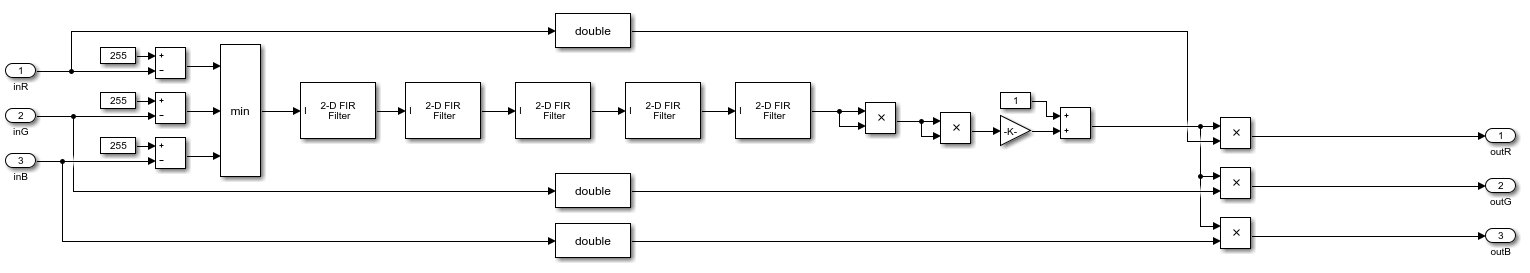 double
255
+
−
1
inR
min
I
2-D FIR
Filter
I
2-D FIR
Filter
I
2-D FIR
Filter
I
2-D FIR
Filter
I
2-D FIR
Filter
255
+
−
2
inG
×
×
-K-
1
+
+
×
1
outR
255
+
−
3
inB
double
×
2
outG
double
×
3
outB